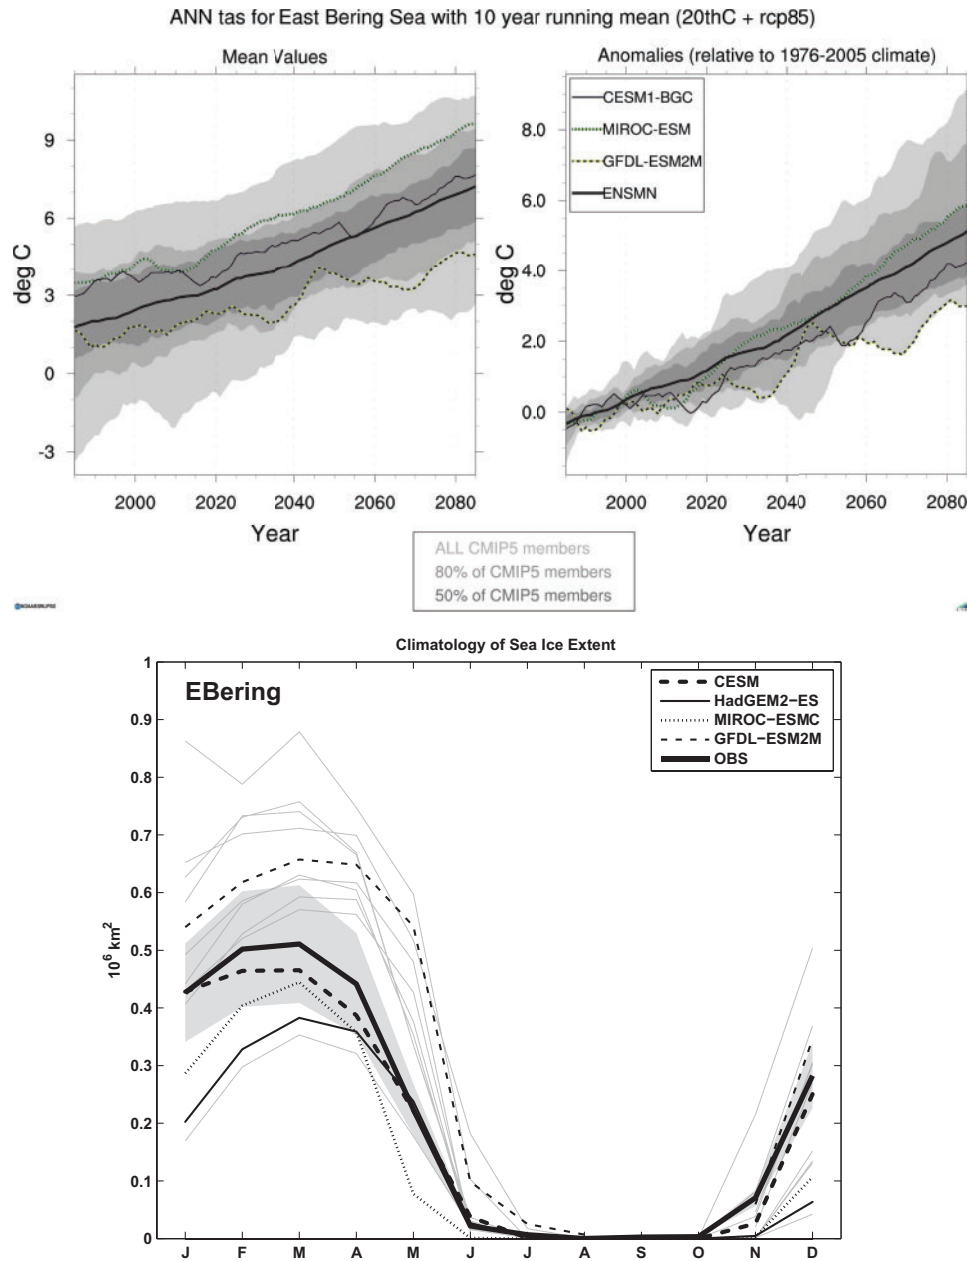 ANN tas for East Bering Sea with 10 year running mean (20thC + rcp85)
Mean Values
Anomalies (relative to 1976-2005 climate)
deg C
9
6
3
0
-3
2000 2020 2040 2060 2080
Year
deg C
8.0
6.0
4.0
2.0
0.0
CESM1-BGC
MIROC-ESM
GFDL-ESM2M
ENSMN
2000 2020 2040 2060 2080
Year
ALL CMIP5 members
80% of CMIP5 members
50% of CMIP5 members
Climatology of Sea Ice Extent
EBering
CESM
HadGEM2-ES
MIROC-ESMC
GFDL-ESM2M
OBS
10^6 km^2
1
0.9
0.8
0.7
0.6
0.5
0.4
0.3
0.2
0.1
0
J F M A M J J A S O N D